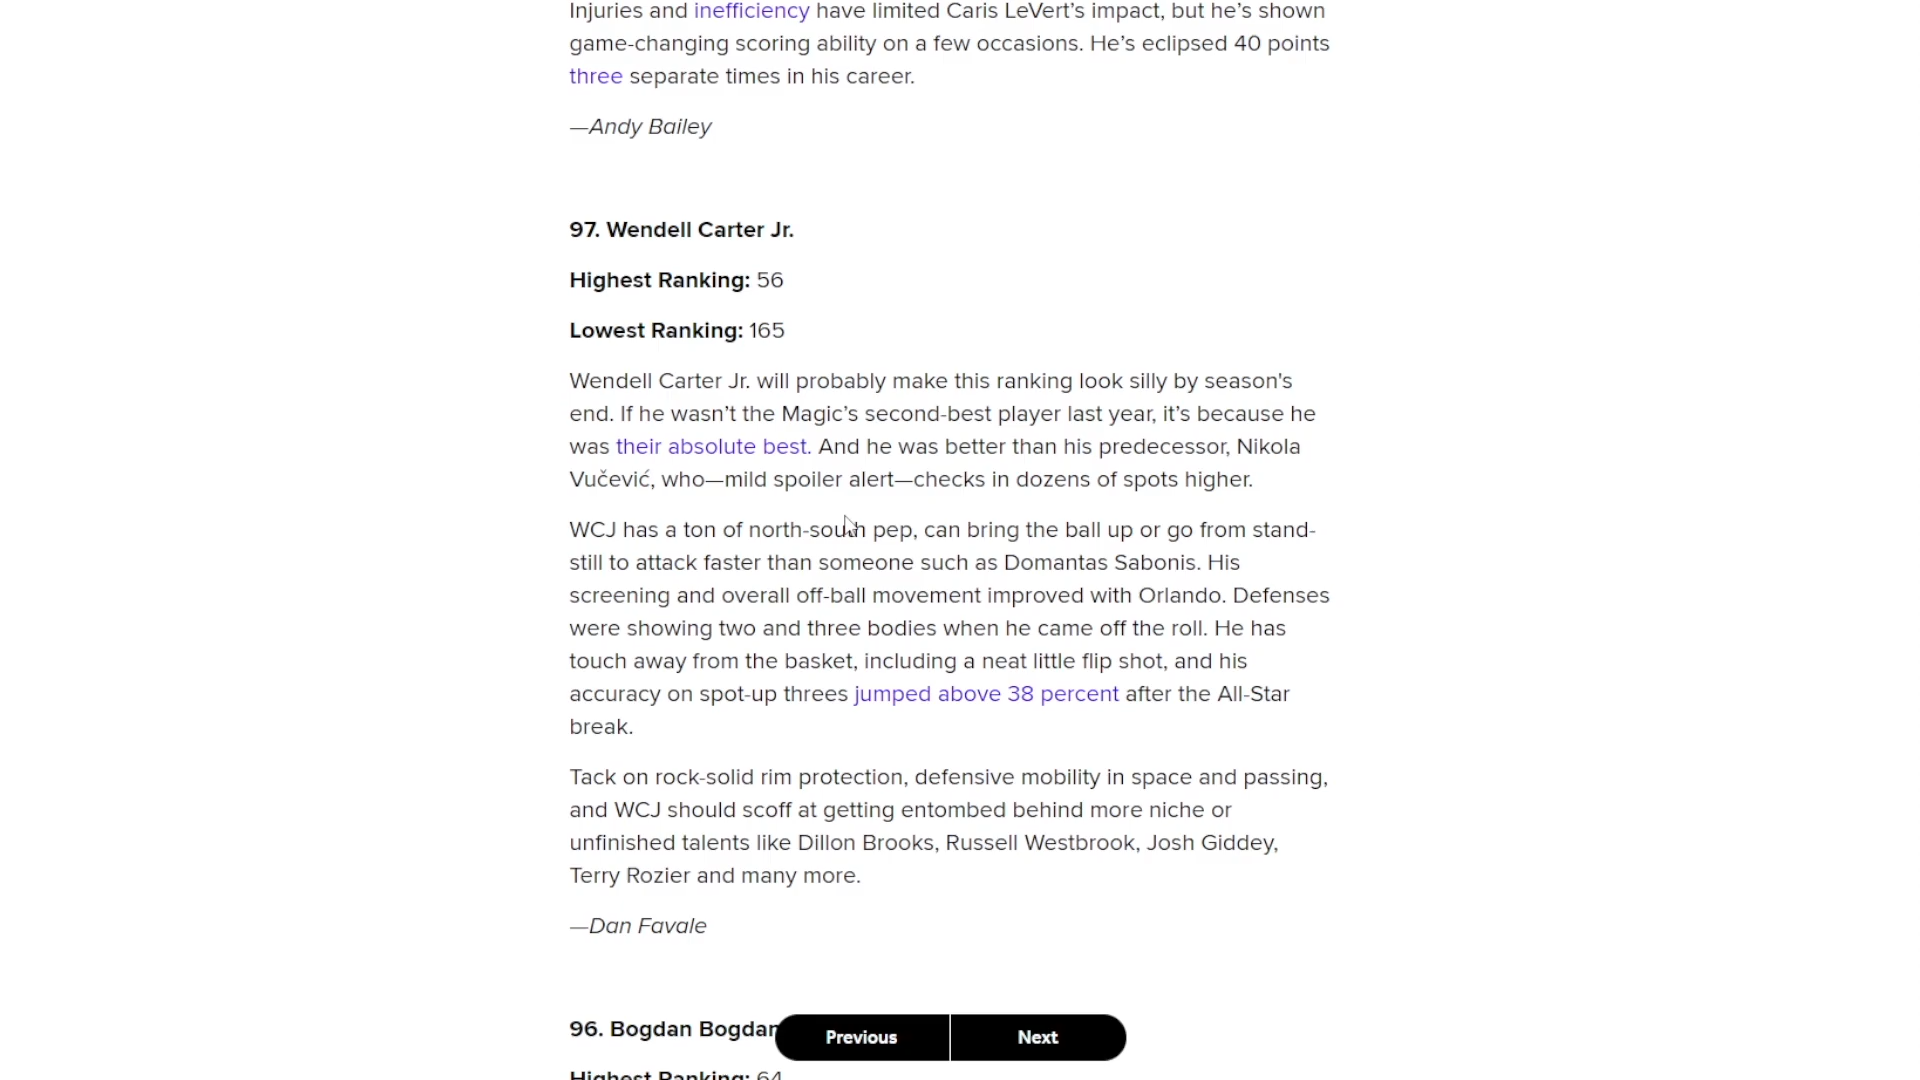 Injuries and inefficiency have limited Caris LeVert’s impact, but he’s shown
game-changing scoring ability on a few occasions. He’s eclipsed 40 points
three separate times in his career.
—Andy Bailey
97. Wendell Carter Jr.
Highest Ranking: 56
Lowest Ranking: 165
Wendell Carter Jr. will probably make this ranking look silly by season's
end. If he wasn’t the Magic’s second-best player last year, it’s because he
was their absolute best. And he was better than his predecessor, Nikola
Vučević, who—mild spoiler alert—checks in dozens of spots higher.
WCJ has a ton of north-south pep, can bring the ball up or go from stand-
still to attack faster than someone such as Domantas Sabonis. His
screening and overall off-ball movement improved with Orlando. Defenses
were showing two and three bodies when he came off the roll. He has
touch away from the basket, including a neat little flip shot, and his
accuracy on spot-up threes jumped above 38 percent after the All-Star
break.
Tack on rock-solid rim protection, defensive mobility in space and passing,
and WCJ should scoff at getting entombed behind more niche or
unfinished talents like Dillon Brooks, Russell Westbrook, Josh Giddey,
Terry Rozier and many more.
—Dan Favale
96. Bogdan Bogdan
Previous
Next
Highest Ranking: 64